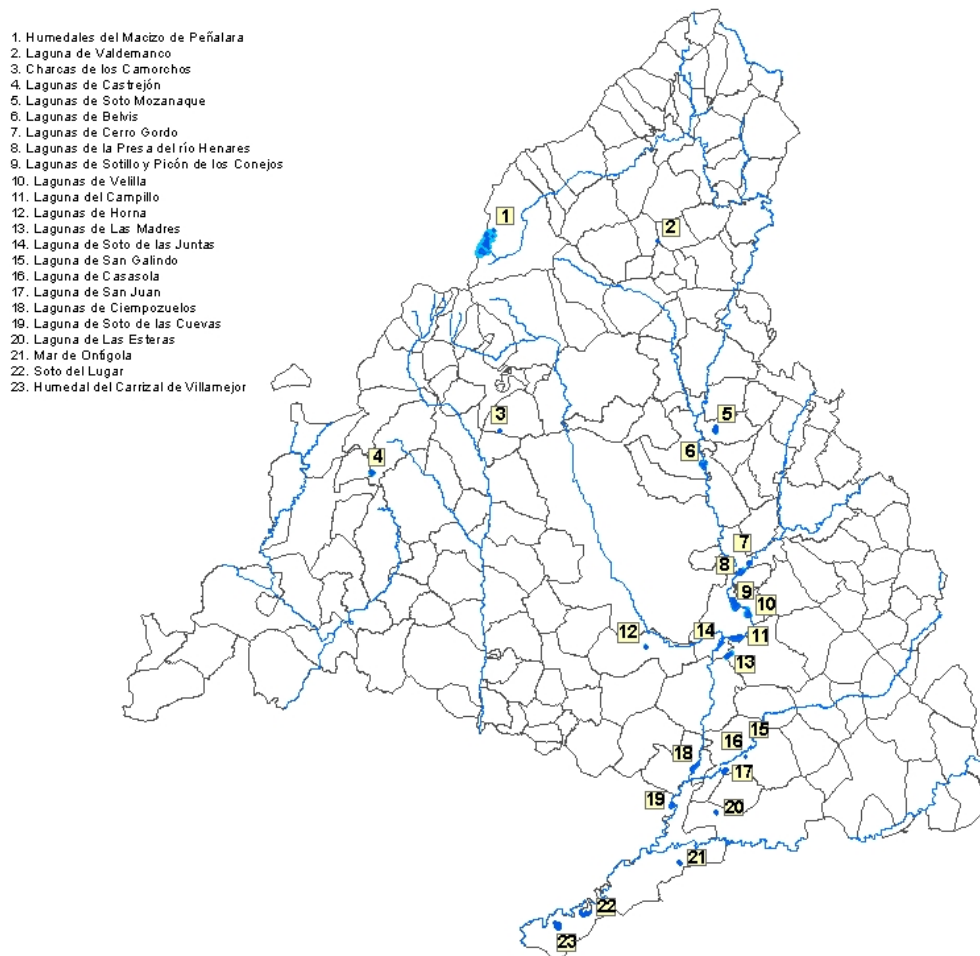 1. Humedales del Macizo de Peñalara
2. Laguna de Valdemanco
3. Charcas de los Camorchos
4. Lagunas de Castrejón
5. Lagunas de Soto Mozanaque
6. Lagunas de Belvis
7. Lagunas de Cerro Gordo
8. Lagunas de la Presa del río Henares
9. Lagunas de Sotillo y Picón de los Conejos
10. Lagunas de Velilla
11. Laguna del Campillo
12. Lagunas de Horna
13. Lagunas de Las Madres
14. Laguna de Soto de las Juntas
15. Laguna de San Galindo
16. Laguna de Casasola
17. Laguna de San Juan
18. Lagunas de Ciempozuelos
19. Laguna de Soto de las Cuevas
20. Laguna de Las Esteras
21. Mar de Ontígola
22. Soto del Lugar
23. Humedal del Carrizal de Villamejor
1
2
3
5
4
6
7
8
9
10
12
14
11
13
15
16
18
17
19
20
21
22
23